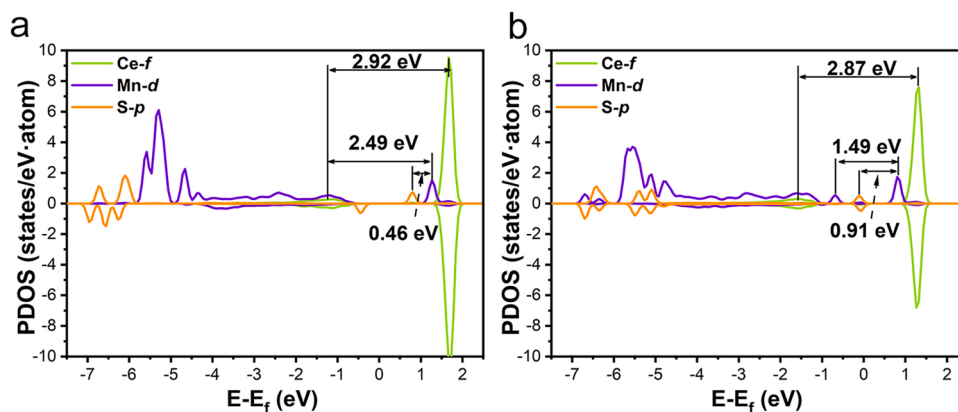 a
Ce-f
Mn-d
S-p
2.92 eV
2.49 eV
0.46 eV
PDOS (states/eV·atom)
10
8
6
4
2
0
-2
-4
-6
-8
-10
-7 -6 -5 -4 -3 -2 -1 0 1 2
E-Ef (eV)
b
Ce-f
Mn-d
S-p
2.87 eV
1.49 eV
0.91 eV
PDOS (states/eV·atom)
10
8
6
4
2
0
-2
-4
-6
-8
-10
-7 -6 -5 -4 -3 -2 -1 0 1 2
E-Ef (eV)